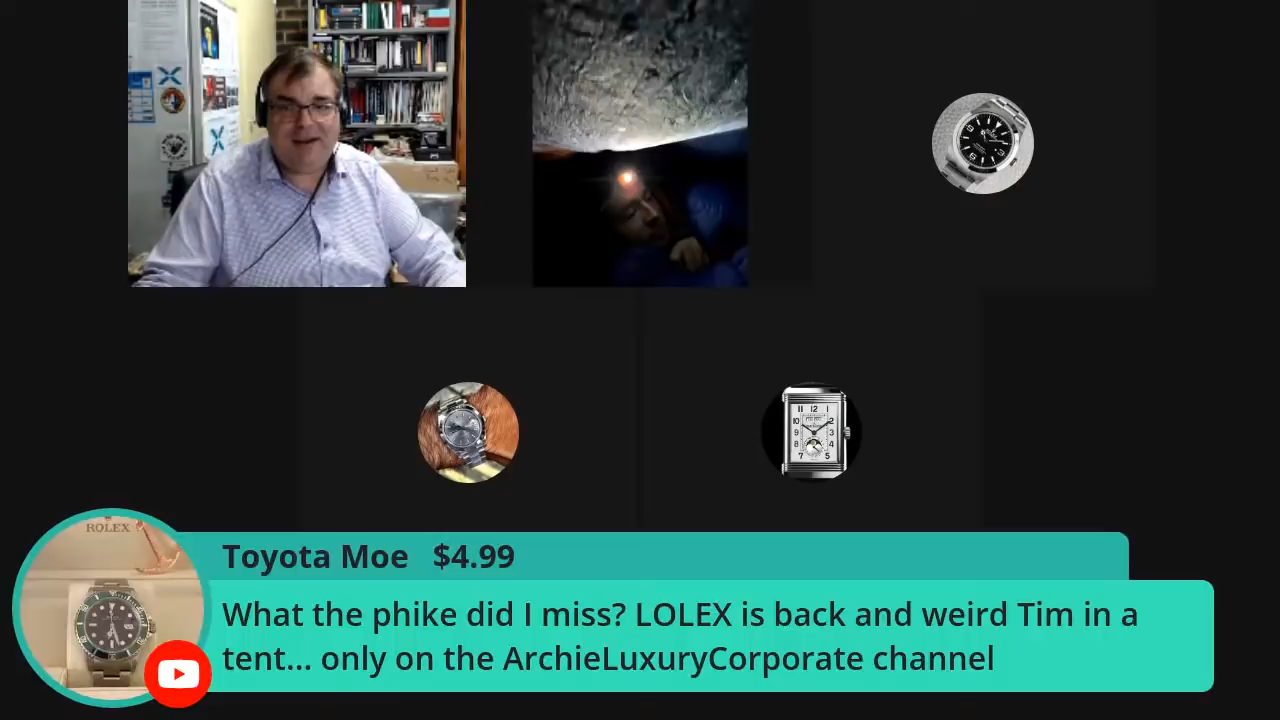 ROLEX
Toyota Moe $4.99
What the phike did I miss? LOLEX is back and weird Tim in a
tent... only on the ArchieLuxuryCorporate channel